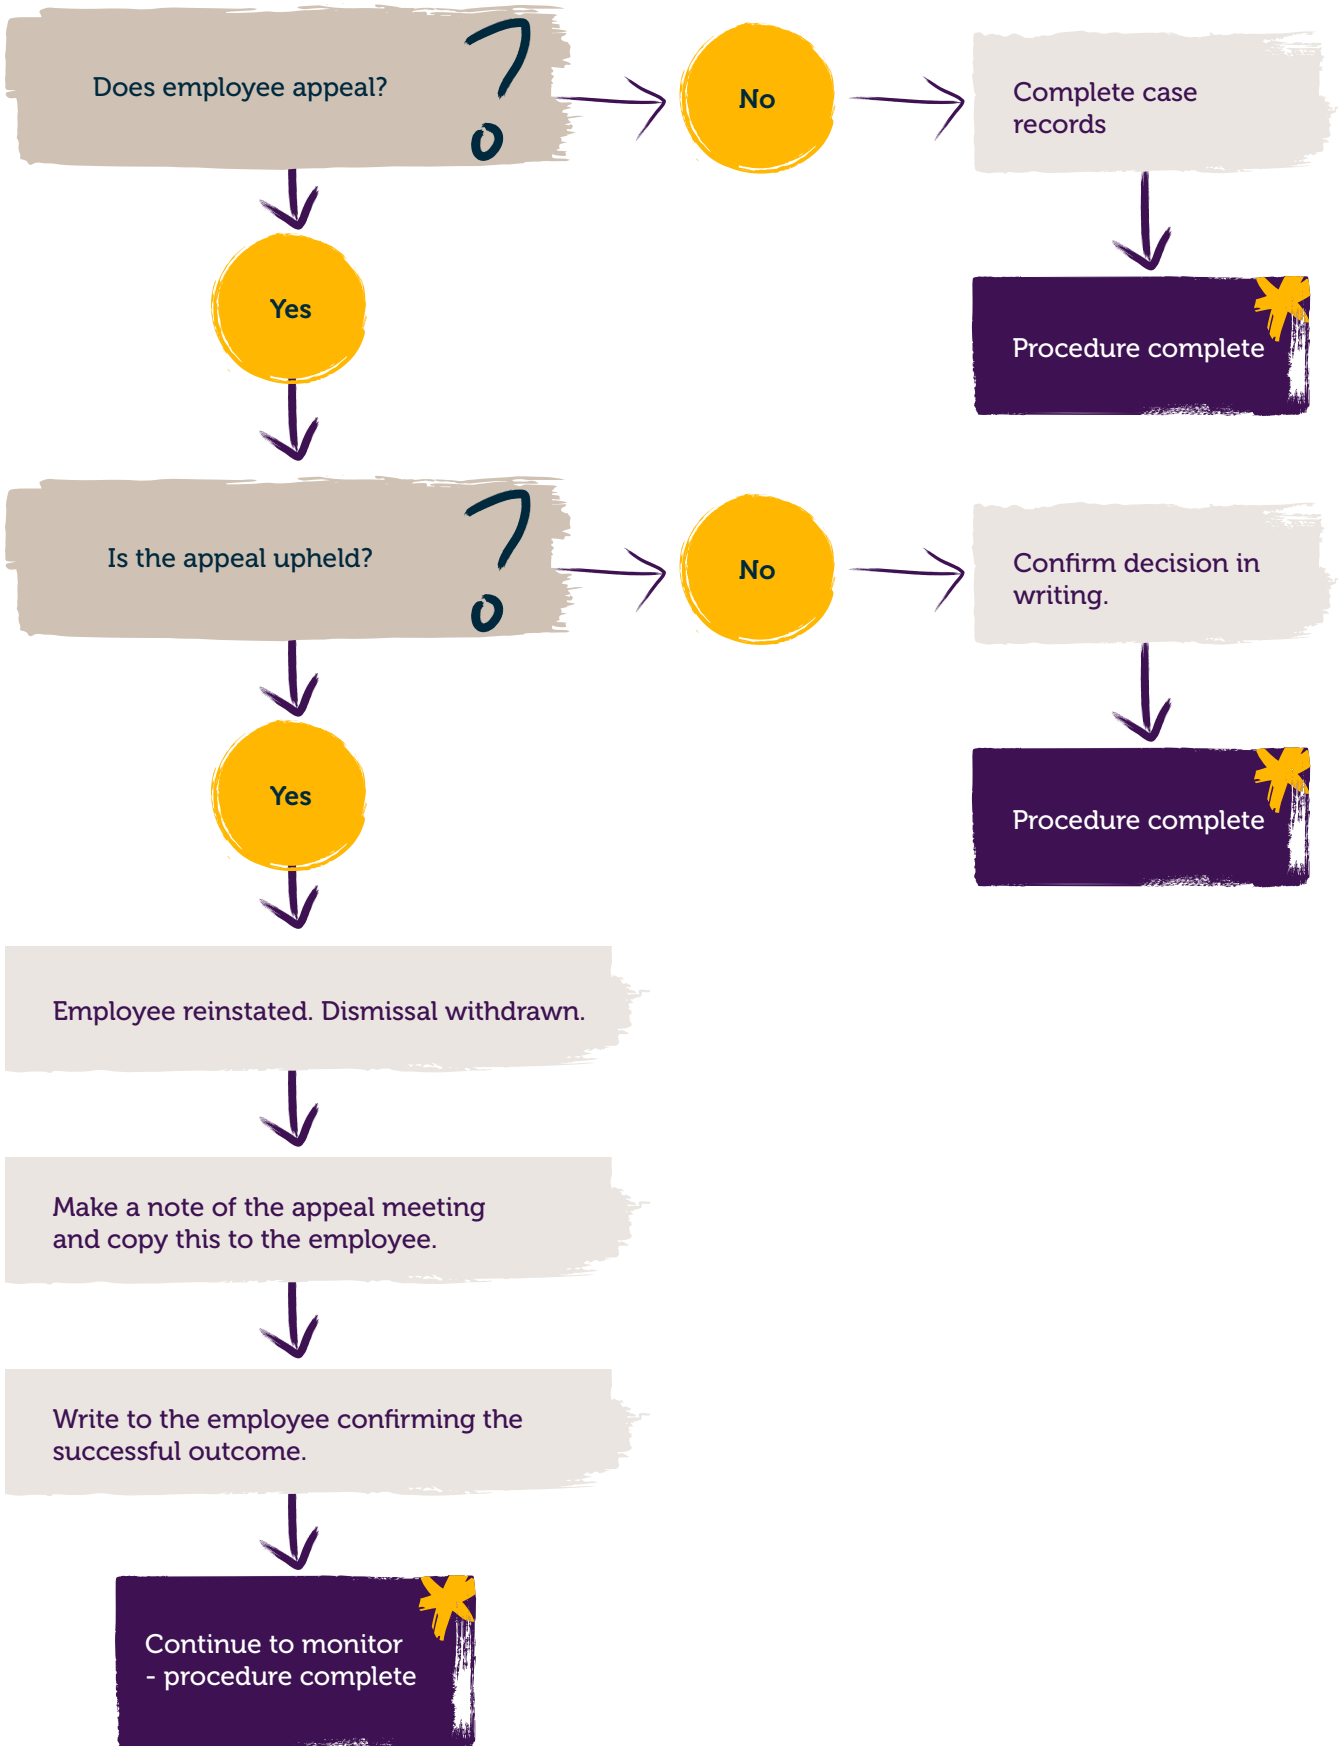 Does employee appeal?
No
Complete case
records
Yes
Procedure complete
Is the appeal upheld?
No
Confirm decision in
writing.
Yes
Procedure complete
Employee reinstated. Dismissal withdrawn.
Make a note of the appeal meeting
and copy this to the employee.
Write to the employee confirming the
successful outcome.
Continue to monitor
- procedure complete